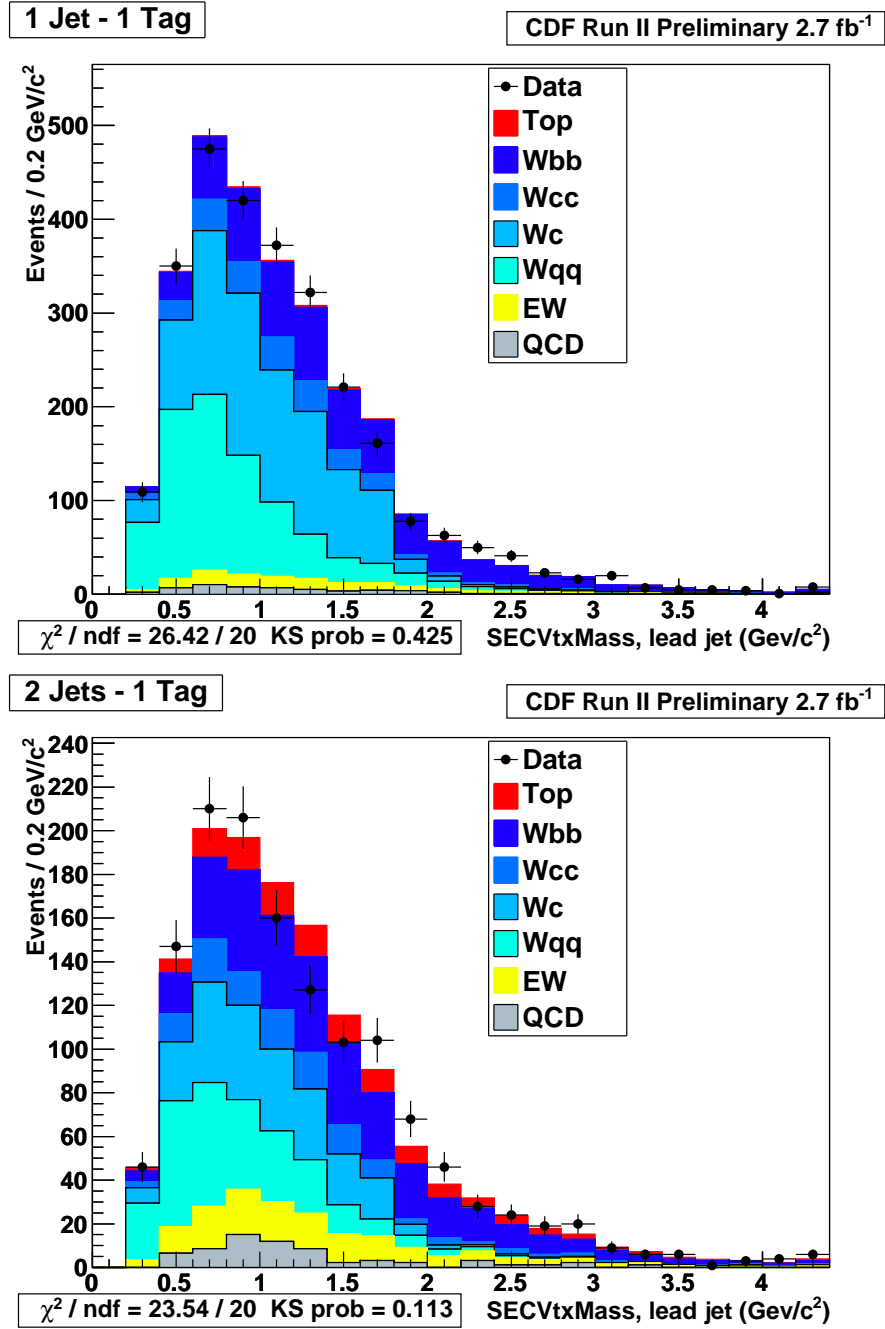 1 Jet - 1 Tag
CDF Run II Preliminary 2.7 fb⁻¹
Events / 0.2 GeV/c²
500
400
300
200
100
0
Data
Top
Wbb
Wcc
Wc
Wqq
EW
QCD
0 0.5 1 1.5 2 2.5 3 3.5 4
χ² / ndf = 26.42 / 20 KS prob = 0.425
SECVtxMass, lead jet (Gev/c²)
2 Jets - 1 Tag
CDF Run II Preliminary 2.7 fb⁻¹
Events / 0.2 GeV/c²
240
220
200
180
160
140
120
100
80
60
40
20
0
Data
Top
Wbb
Wcc
Wc
Wqq
EW
QCD
0 0.5 1 1.5 2 2.5 3 3.5 4
χ² / ndf = 23.54 / 20 KS prob = 0.113
SECVtxMass, lead jet (Gev/c²)